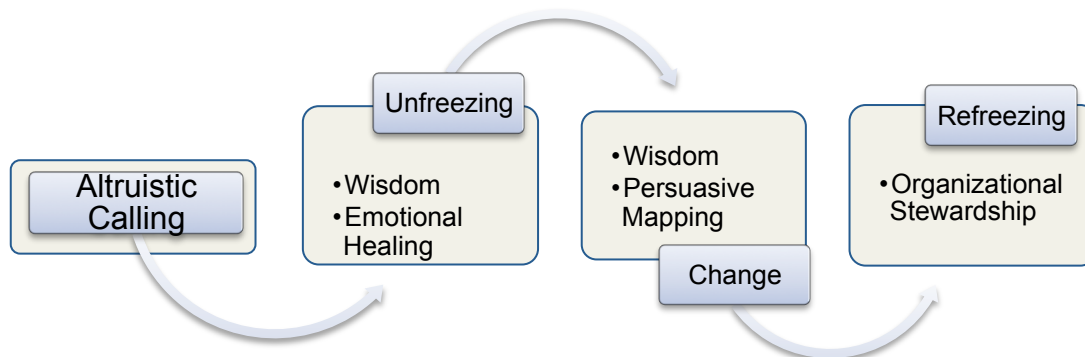 Altruistic
Calling
Unfreezing
•Wisdom
•Emotional
Healing
•Wisdom
•Persuasive
Mapping
Change
Refreezing
•Organizational
Stewardship